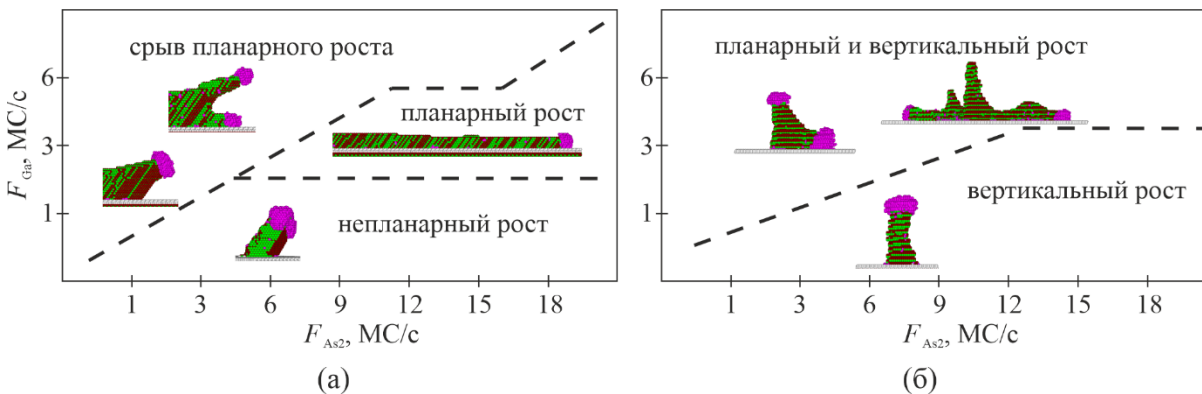 срыв планарного роста
планарный рост
непланарный рост
6
3
1
F_Ga, МС/с
1 3 6 9 12 15 18
F_As2, МС/с
(а)
планарный и вертикальный рост
вертикальный рост
6
3
1
1 3 6 9 12 15 18
F_As2, МС/с
(б)